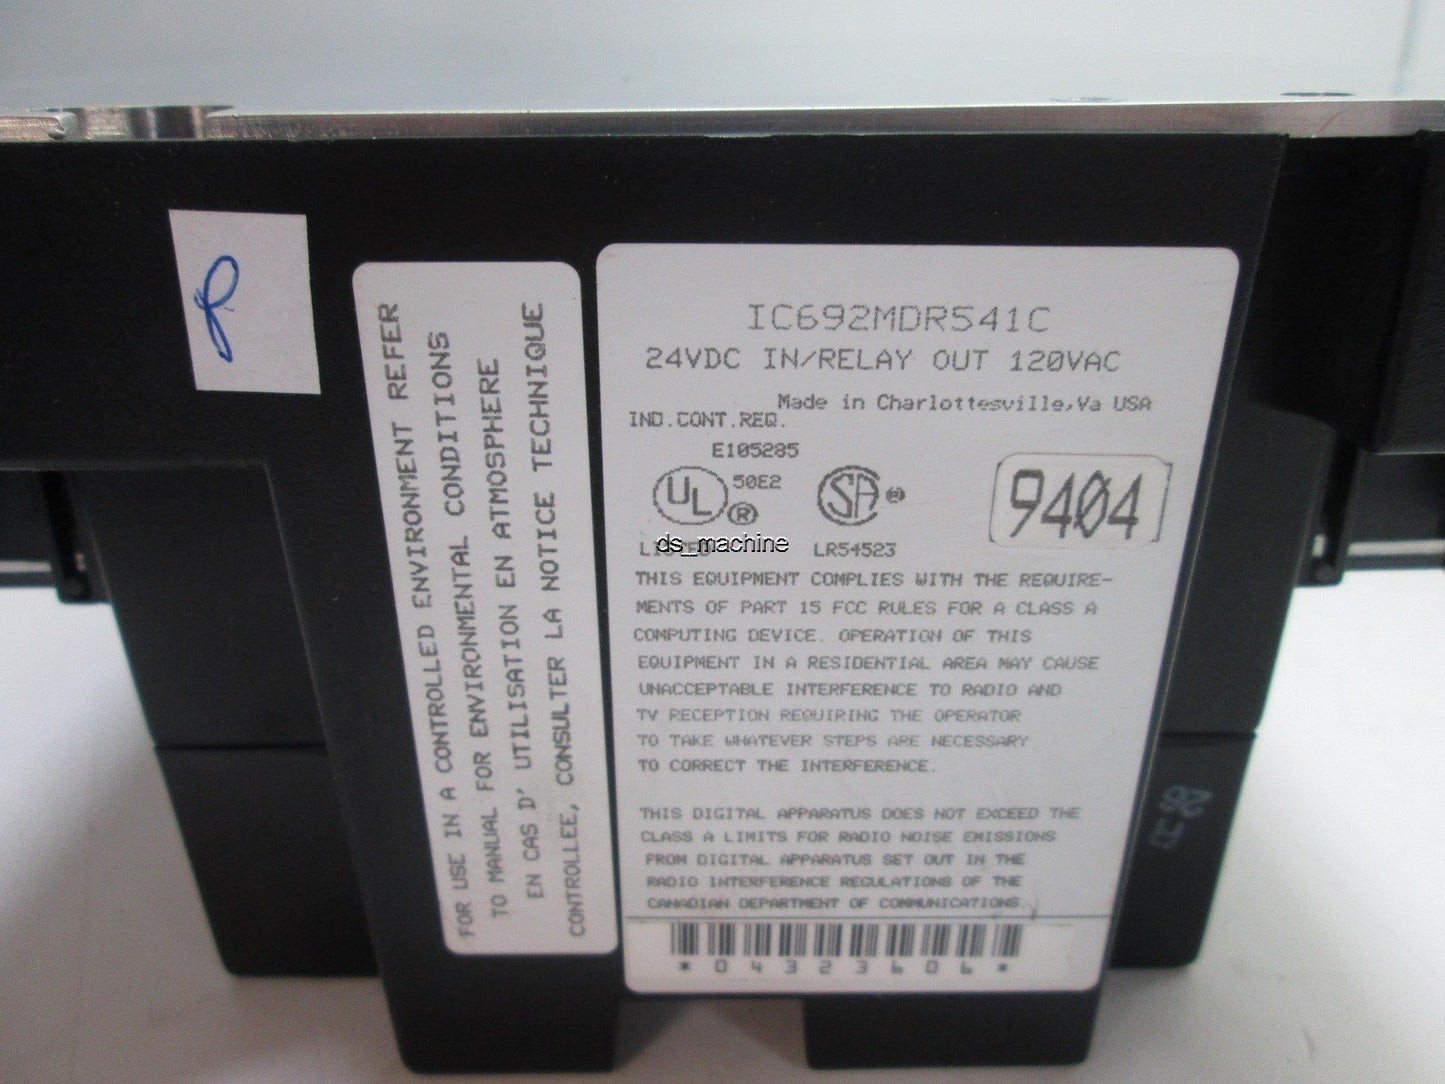 FOR USE IN A CONTROLLED ENVIRONMENT REFER
TO MANUAL FOR ENVIRONMENTAL CONDITIONS
EN CAS D' UTILISATION EN ATMOSPHERE
CONTROLLEE, CONSULTER LA NOTICE TECHNIQUE
IC692MDR541C
24VDC IN/RELAY OUT 120VAC
Made in Charlottesville,Va USA
IND.CONT.REQ.
E105285
UL 50E2 ®
SA ®
9404
LISTED
ds_machine
LR54523
THIS EQUIPMENT COMPLIES WITH THE REQUIRE-
MENTS OF PART 15 FCC RULES FOR A CLASS A
COMPUTING DEVICE. OPERATION OF THIS
EQUIPMENT IN A RESIDENTIAL AREA MAY CAUSE
UNACCEPTABLE INTERFERENCE TO RADIO AND
TV RECEPTION REQUIRING THE OPERATOR
TO TAKE WHATEVER STEPS ARE NECESSARY
TO CORRECT THE INTERFERENCE.
THIS DIGITAL APPARATUS DOES NOT EXCEED THE
CLASS A LIMITS FOR RADIO NOISE EMISSIONS
FROM DIGITAL APPARATUS SET OUT IN THE
RADIO INTERFERENCE REGULATIONS OF THE
CANADIAN DEPARTMENT OF COMMUNICATIONS.
*04323606*